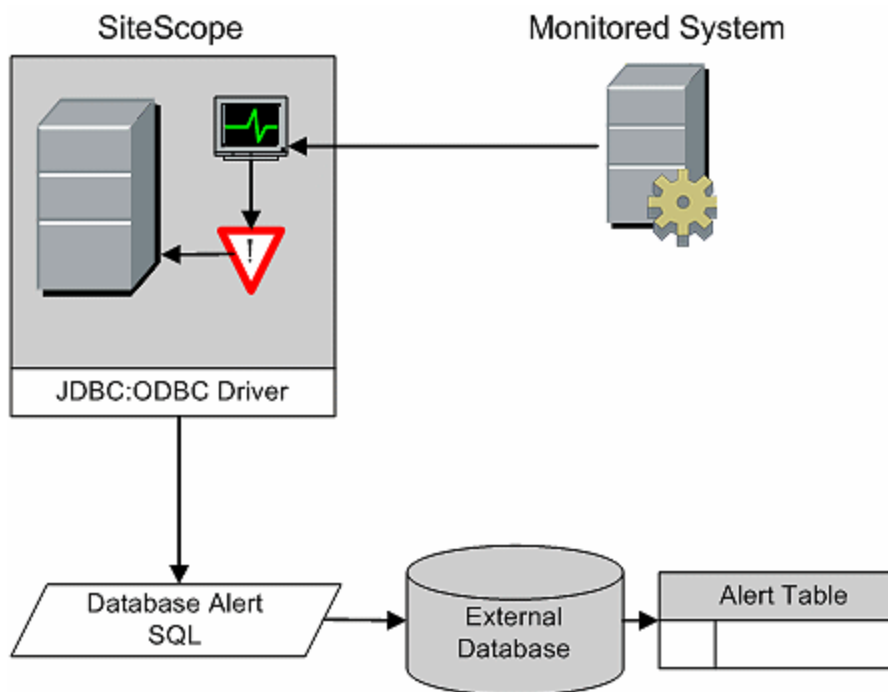 SiteScope
Monitored System
!
JDBC:ODBC Driver
Database Alert
SQL
External
Database
Alert Table